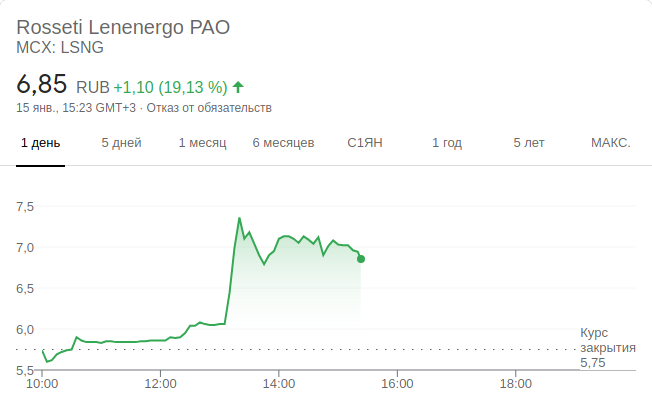 Rosseti Lenenergo PAO
MCX: LSNG
6,85 RUB +1,10 (19,13 %)
15 янв., 15:23 GMT+3 · Отказ от обязательств
1 день 5 дней 1 месяц 6 месяцев С1ЯН 1 год 5 лет МАКС.
7,5
7,0
6,5
6,0
Курс
закрытия
5,75
5,5
10:00 12:00 14:00 16:00 18:00